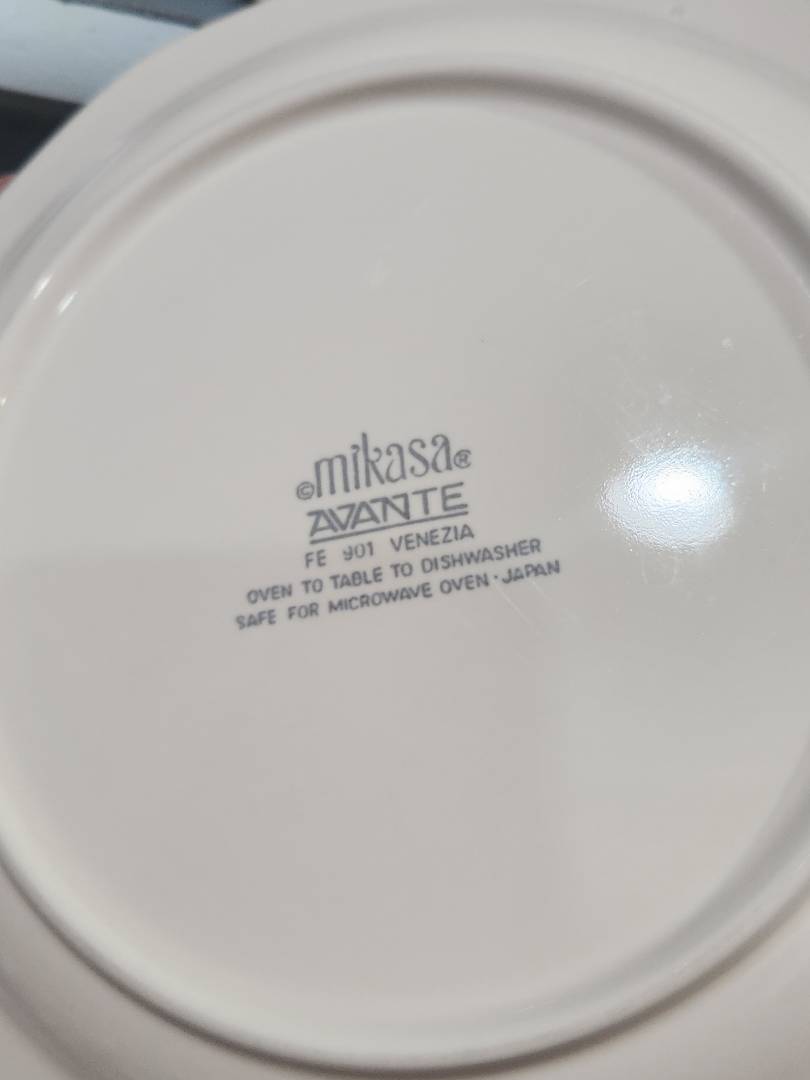 ©mikasa®
AVANTE
FE 901 VENEZIA
OVEN TO TABLE TO DISHWASHER
SAFE FOR MICROWAVE OVEN·JAPAN